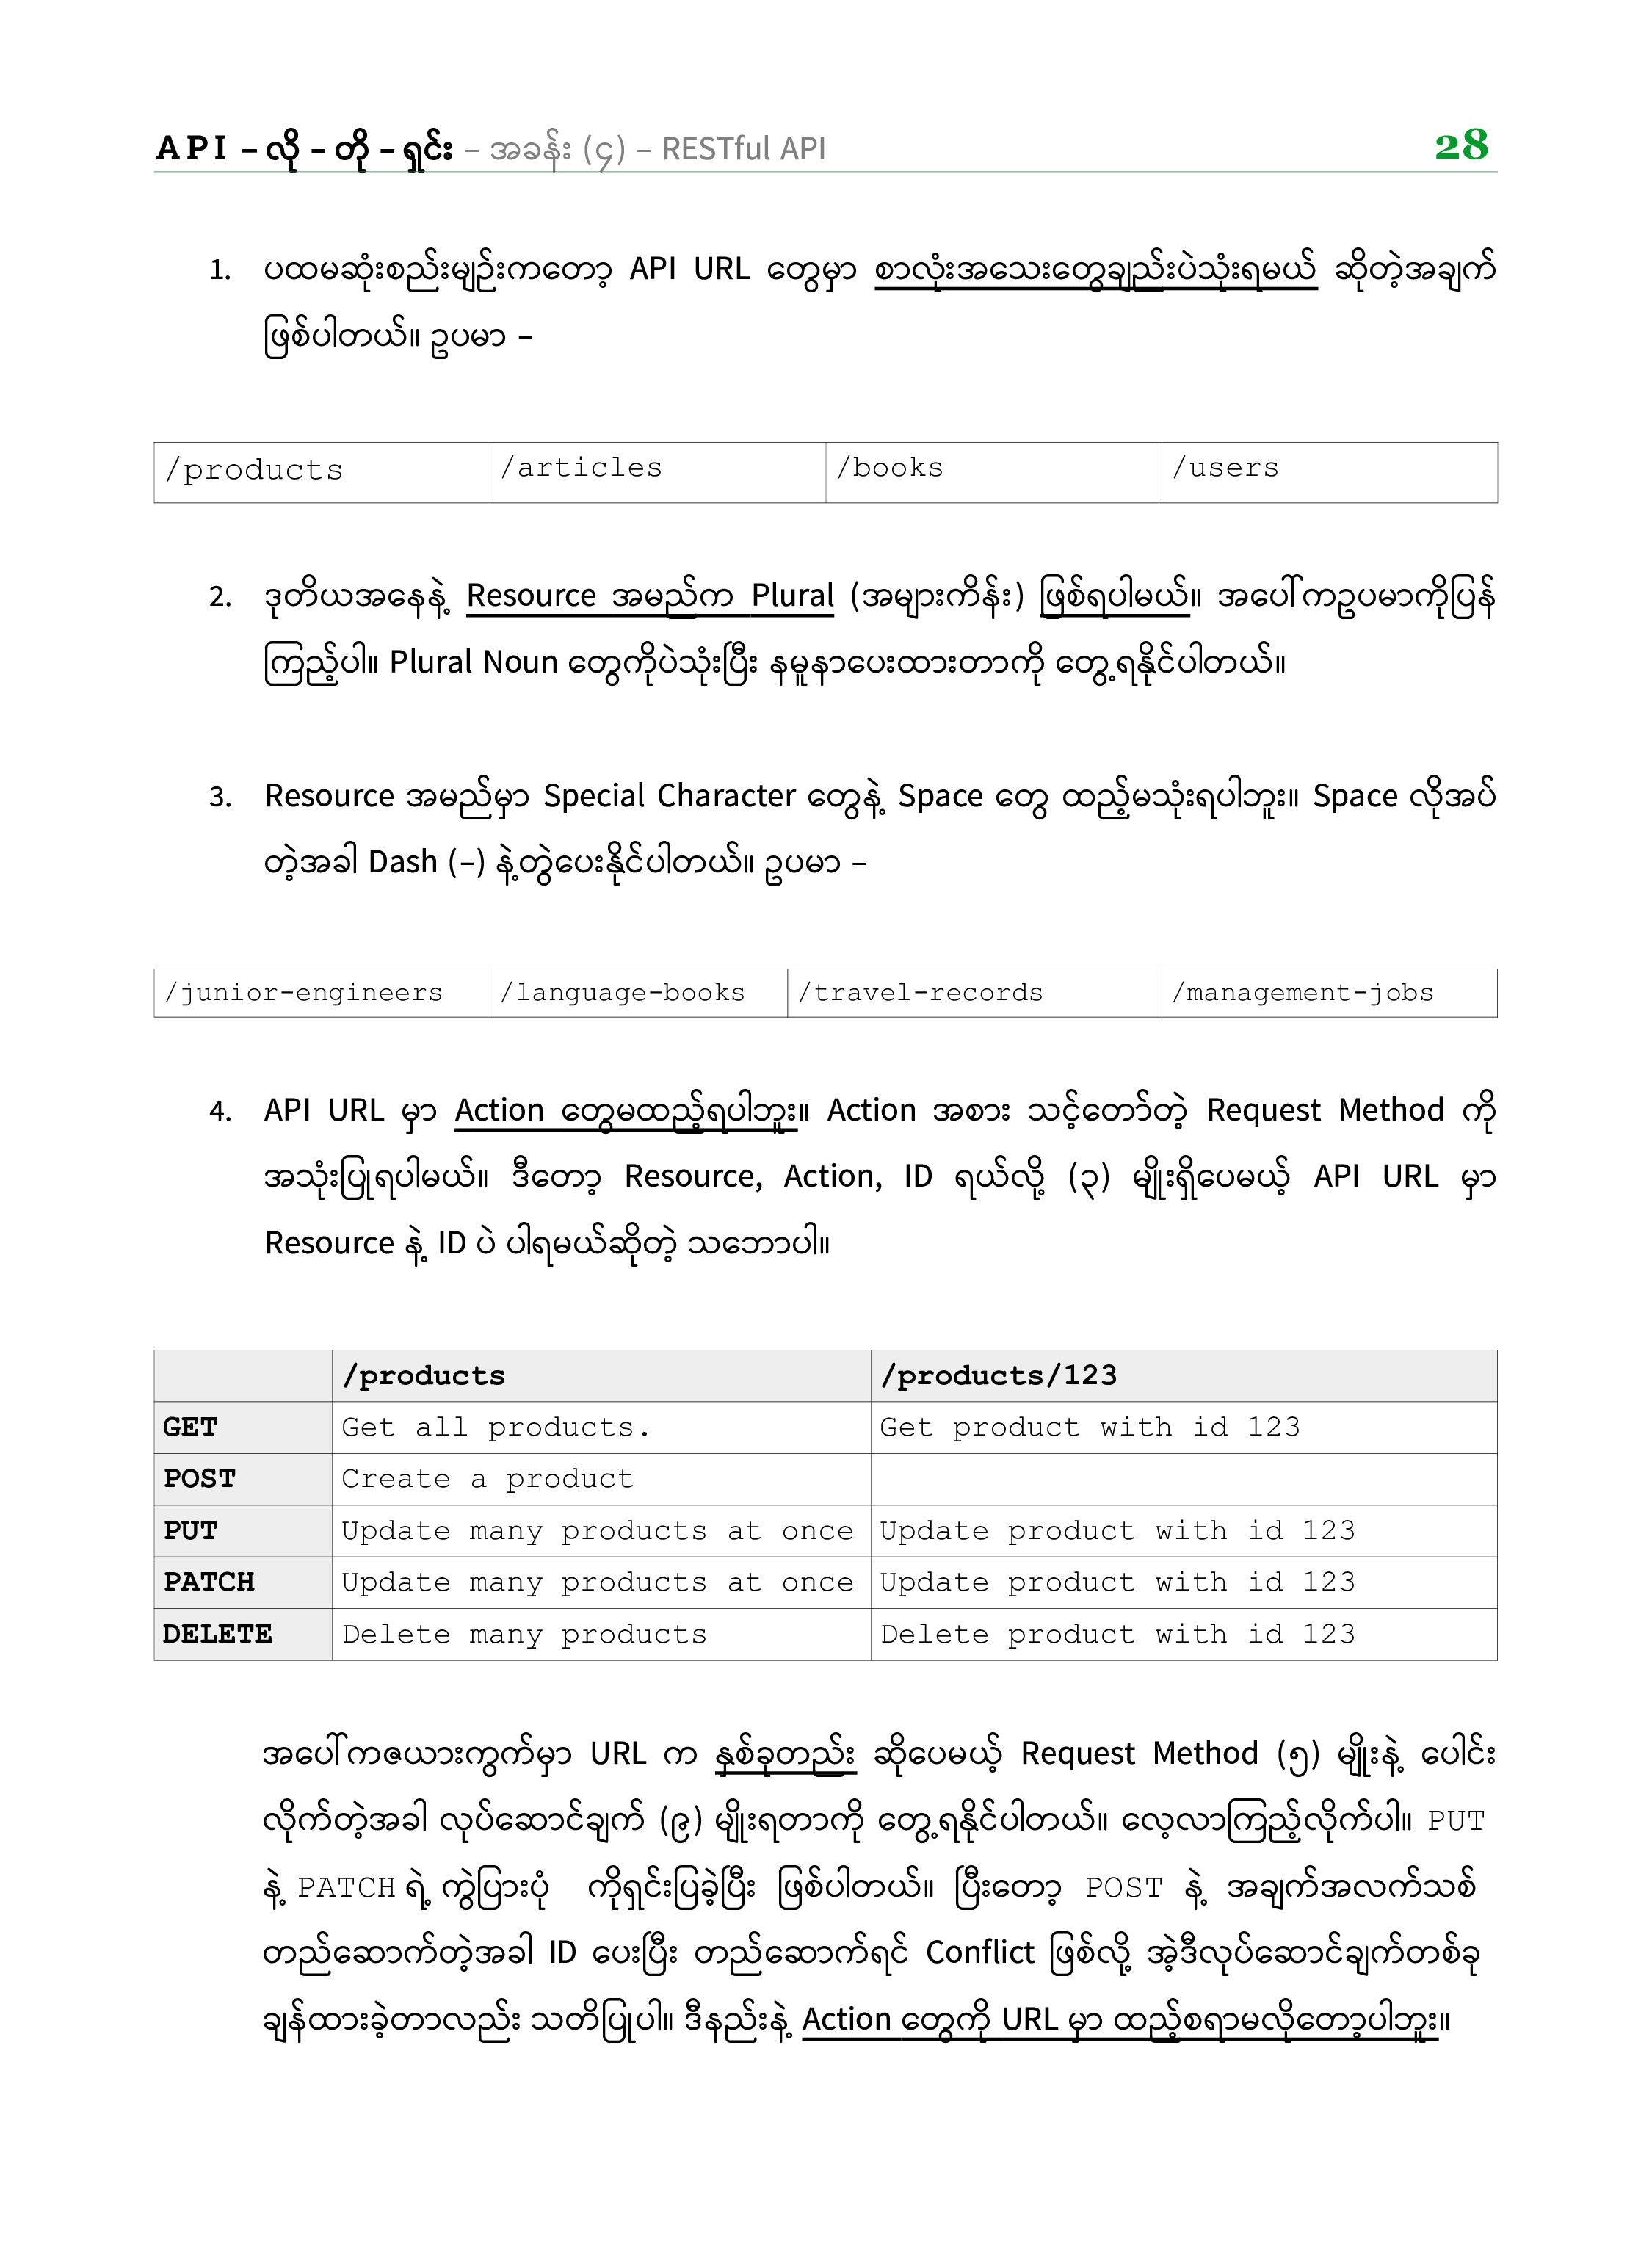 API – လို – တို – ရှင်း – အခန်း (၄) – RESTful API 28
1. ပထမဆုံးစည်းမျဉ်းကတော့ API URL တွေမှာ စာလုံးအသေးတွေချည်းပဲသုံးရမယ် ဆိုတဲ့အချက်
ဖြစ်ပါတယ်။ ဥပမာ –
/products /articles /books /users
2. ဒုတိယအနေနဲ့ Resource အမည်က Plural (အများကိန်း) ဖြစ်ရပါမယ်။ အပေါ်ကဥပမာကိုပြန်
ကြည့်ပါ။ Plural Noun တွေကိုပဲသုံးပြီး နမူနာပေးထားတာကို တွေ့ရနိုင်ပါတယ်။
3. Resource အမည်မှာ Special Character တွေနဲ့ Space တွေ ထည့်မသုံးရပါဘူး။ Space လိုအပ်
တဲ့အခါ Dash (–) နဲ့တွဲပေးနိုင်ပါတယ်။ ဥပမာ –
/junior-engineers /language-books /travel-records /management-jobs
4. API URL မှာ Action တွေမထည့်ရပါဘူး။ Action အစား သင့်တော်တဲ့ Request Method ကို
အသုံးပြုရပါမယ်။ ဒီတော့ Resource, Action, ID ရယ်လို့ (၃) မျိုးရှိပေမယ့် API URL မှာ
Resource နဲ့ ID ပဲ ပါရမယ်ဆိုတဲ့ သဘောပါ။
/products /products/123
GET Get all products. Get product with id 123
POST Create a product
PUT Update many products at once Update product with id 123
PATCH Update many products at once Update product with id 123
DELETE Delete many products Delete product with id 123
အပေါ်ကဇယားကွက်မှာ URL က နှစ်ခုတည်း ဆိုပေမယ့် Request Method (၅) မျိုးနဲ့ ပေါင်း
လိုက်တဲ့အခါ လုပ်ဆောင်ချက် (၉) မျိုးရတာကို တွေ့ရနိုင်ပါတယ်။ လေ့လာကြည့်လိုက်ပါ။ PUT
နဲ့ PATCH ရဲ့ ကွဲပြားပုံ ကိုရှင်းပြခဲ့ပြီး ဖြစ်ပါတယ်။ ပြီးတော့ POST နဲ့ အချက်အလက်သစ်
တည်ဆောက်တဲ့အခါ ID ပေးပြီး တည်ဆောက်ရင် Conflict ဖြစ်လို့ အဲ့ဒီလုပ်ဆောင်ချက်တစ်ခု
ချန်ထားခဲ့တာလည်း သတိပြုပါ။ ဒီနည်းနဲ့ Action တွေကို URL မှာ ထည့်စရာမလိုတော့ပါဘူး။